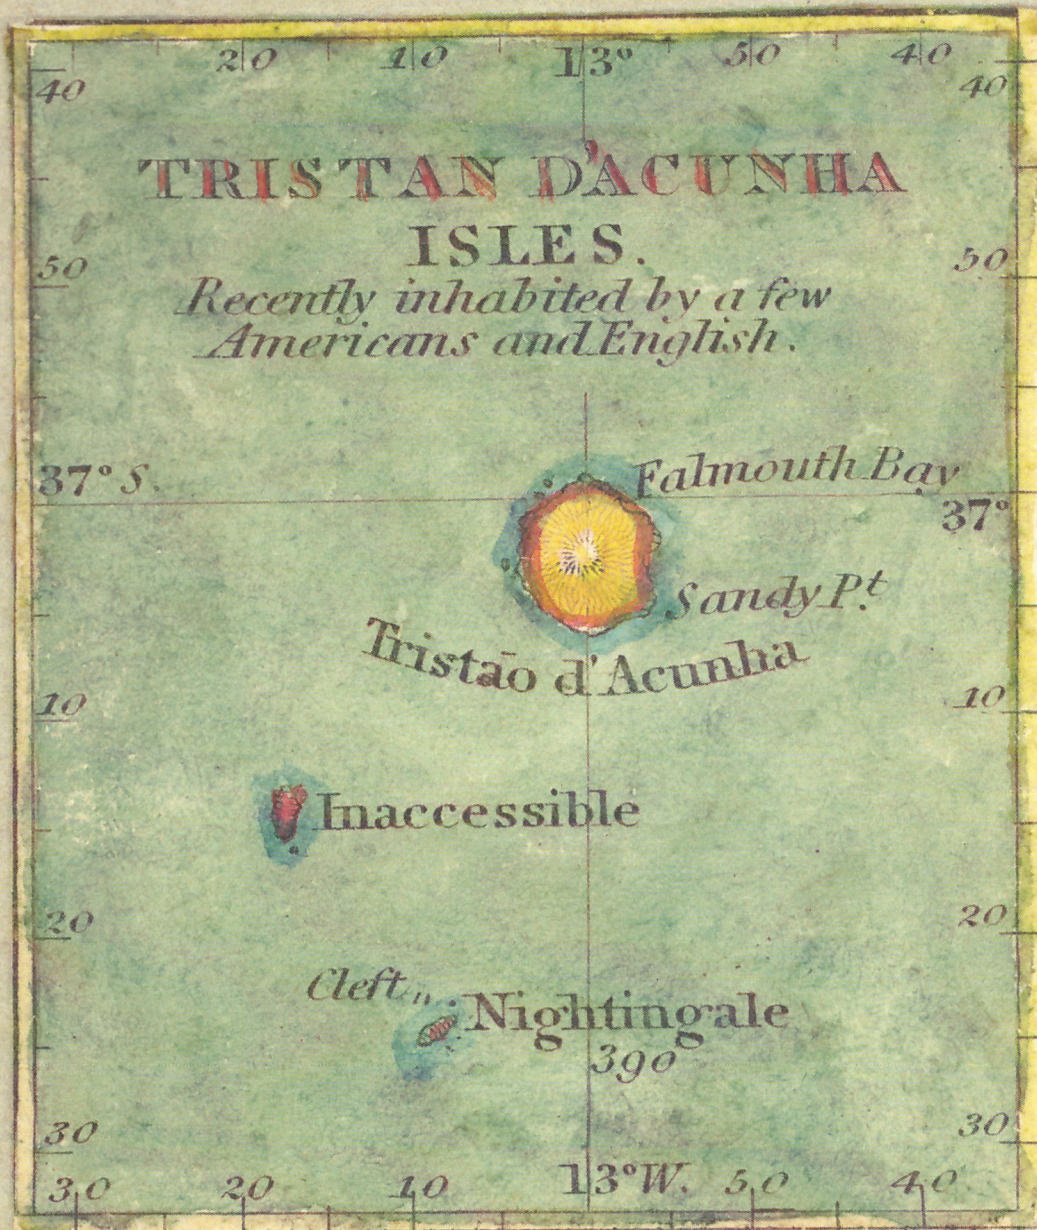 20 10 13° 50 40
40 40
TRISTAN D'ACUNHA
ISLES.
50 50
Recently inhabited by a few
Americans and English.
37° S.
Falmouth Bay
37°
Sandy Pt.
Tristão d'Acunha
10 10
Inaccessible
20 20
Cleft
Nightingale
390
30 30
30 20 10 13° W. 50 40